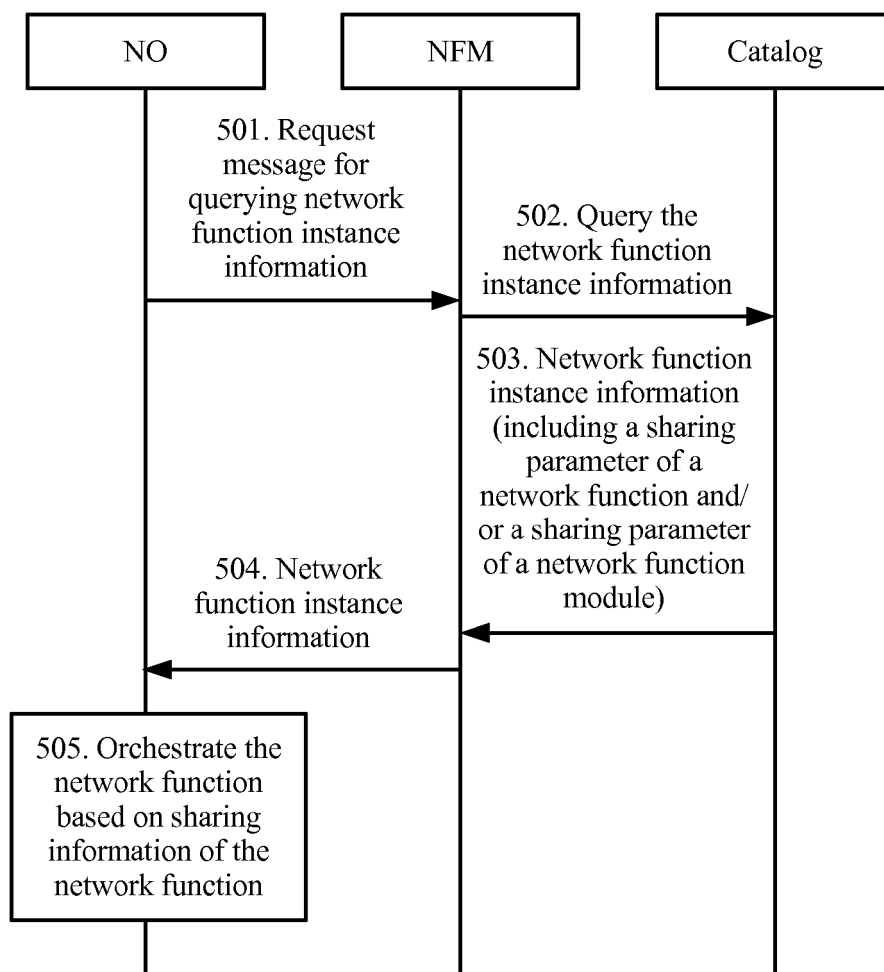 NO
NFM
Catalog
501. Request
message for
querying network
function instance
information
502. Query the
network function
instance information
503. Network function
instance information
(including a sharing
parameter of a
network function and/
or a sharing parameter
of a network function
module)
504. Network
function instance
information
505. Orchestrate the
network function
based on sharing
information of the
network function